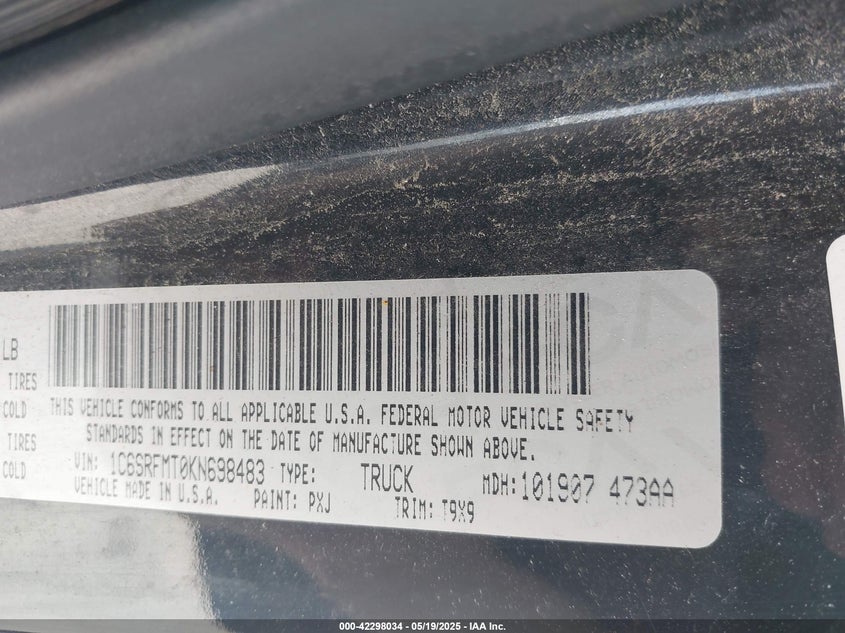 LB
TIRES
COLD
TIRES
COLD
THIS VEHICLE CONFORMS TO ALL APPLICABLE U.S.A. FEDERAL MOTOR VEHICLE SAFETY
STANDARDS IN EFFECT ON THE DATE OF MANUFACTURE SHOWN ABOVE.
VIN: 1C6SRFMT0KN698483 TYPE: TRUCK MDH:101907 473AA
VEHICLE MADE IN U.S.A. PAINT: PXJ TRIM: T9X9
000-42298034 - 05/19/2025 - IAA Inc.